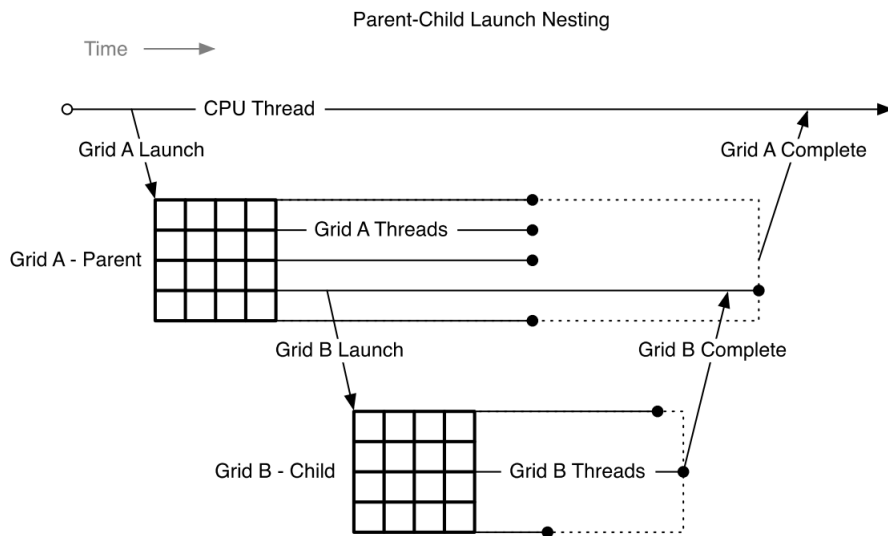 Parent-Child Launch Nesting
Time
CPU Thread
Grid A Launch
Grid A Complete
Grid A Threads
Grid A - Parent
Grid B Launch
Grid B Complete
Grid B - Child
Grid B Threads